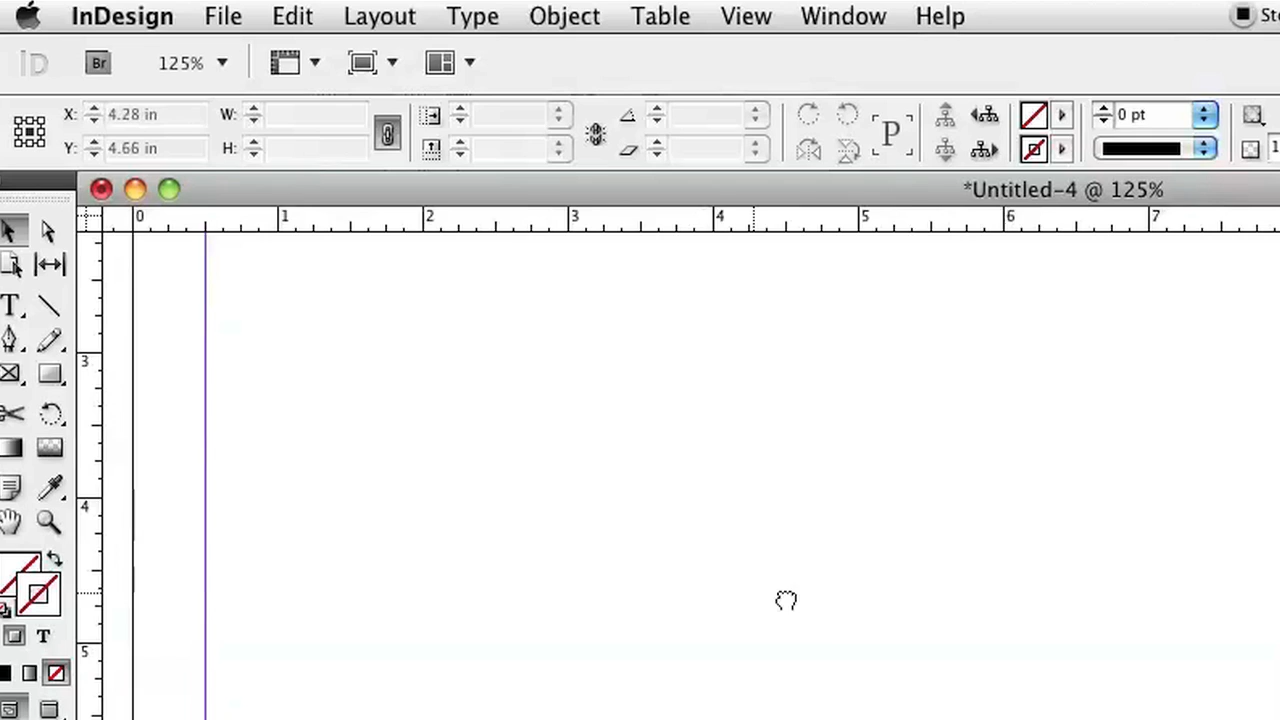 InDesign File Edit Layout Type Object Table View Window Help
Br 125%
X: 4.28 in W: 0 pt
Y: 4.66 in H: P
*Untitled-4 @ 125%
0 1 2 3 4 5 6 7
T
3
4
5
T